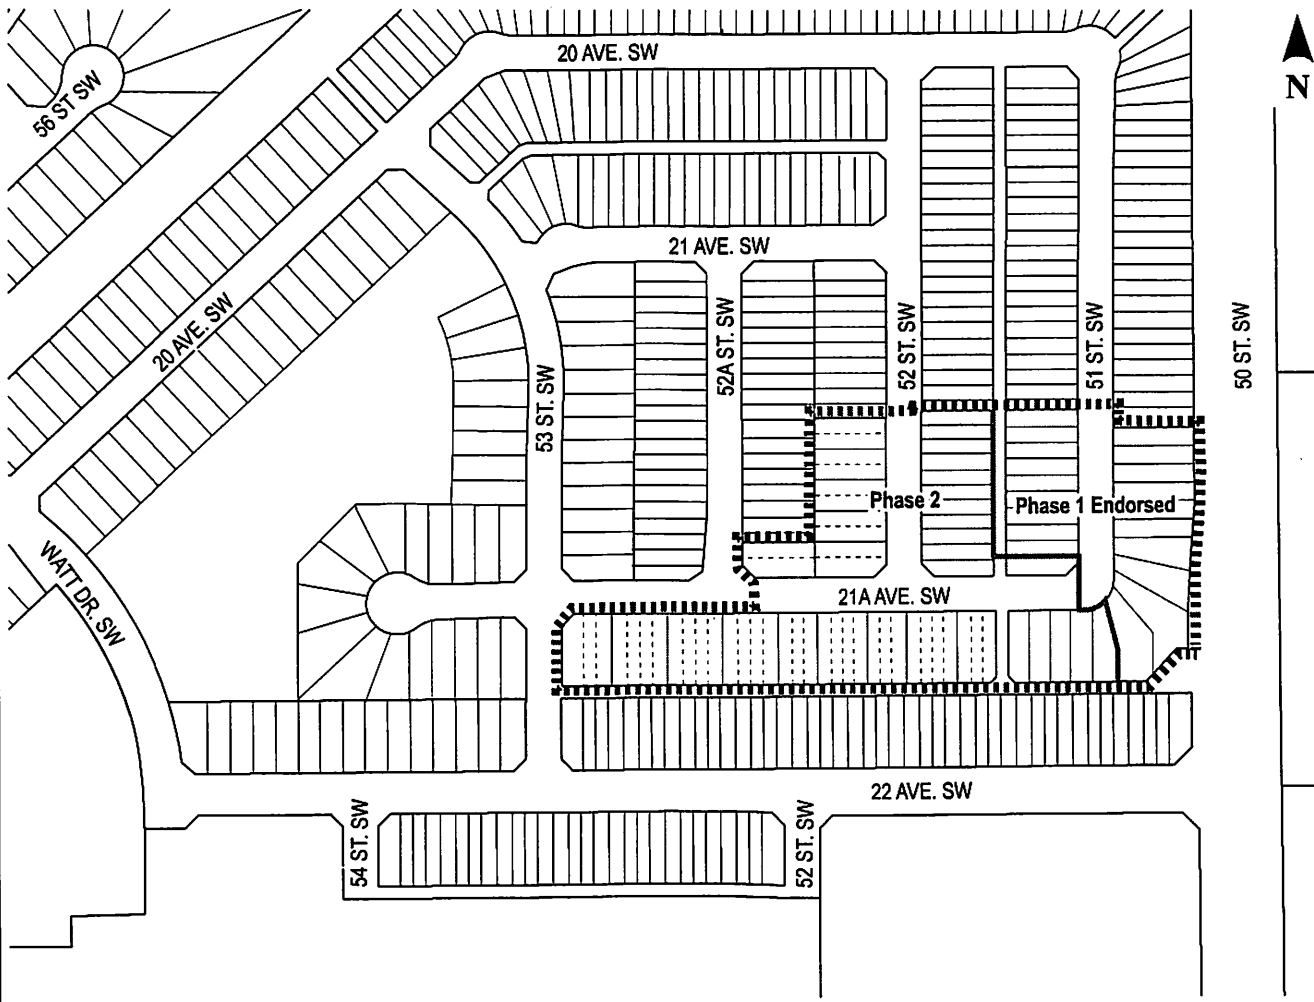 20 AVE. SW
N
56 ST SW
21 AVE. SW
20 AVE. SW
52A ST. SW
52 ST. SW
51 ST. SW
50 ST. SW
53 ST. SW
Phase 2
Phase 1 Endorsed
WATT DR. SW
21A AVE. SW
22 AVE. SW
54 ST. SW
52 ST. SW